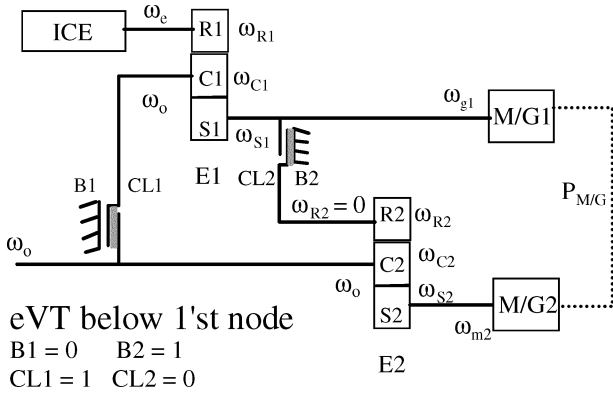 ICE
ωe
R1
ωR1
C1
ωC1
ωo
S1
ωS1
ωg1
M/G1
E1
B1
CL1
CL2
B2
PM/G
ωR2 = 0
R2
ωR2
ωo
C2
ωC2
ωo
S2
ωS2
ωm2
M/G2
E2
eVT below 1'st node
B1 = 0 B2 = 1
CL1 = 1 CL2 = 0